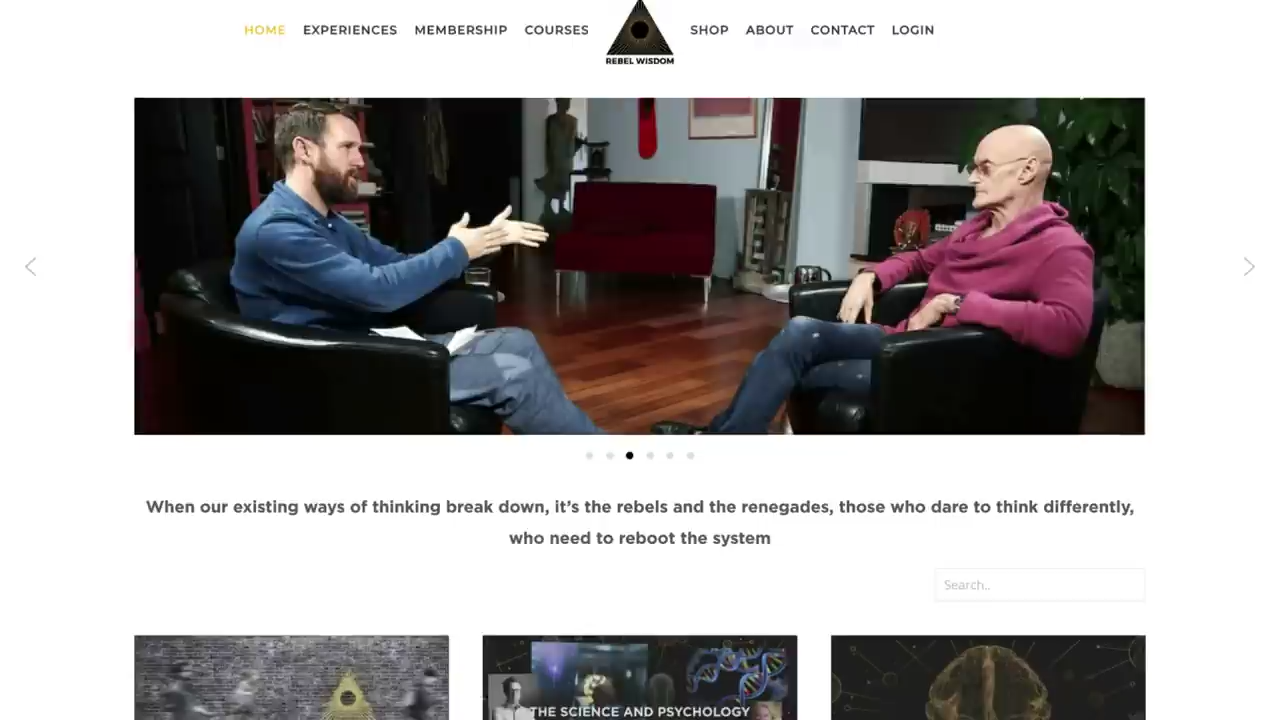 HOME EXPERIENCES MEMBERSHIP COURSES SHOP ABOUT CONTACT LOGIN
REBEL WISDOM
When our existing ways of thinking break down, it’s the rebels and the renegades, those who dare to think differently,
who need to reboot the system
Search..
THE SCIENCE AND PSYCHOLOGY